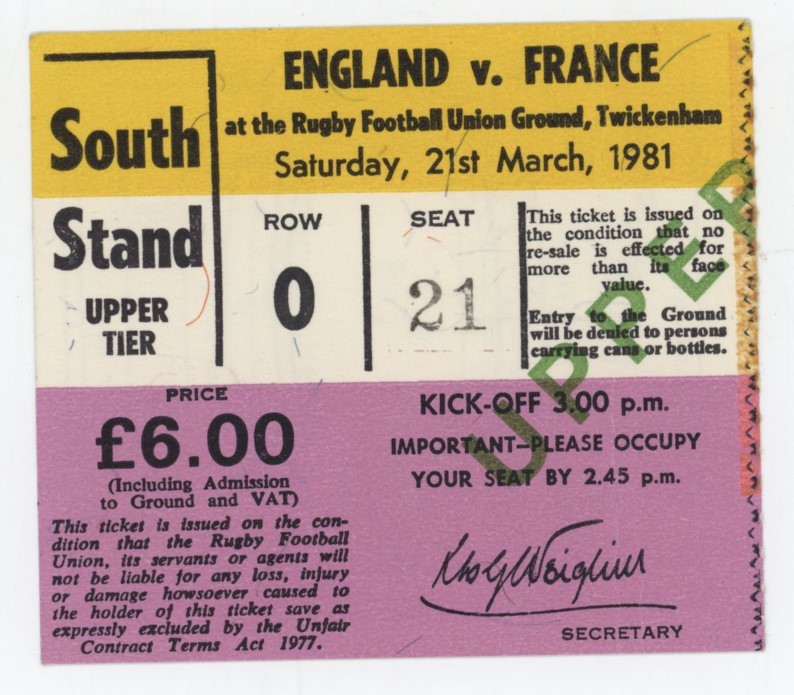 ENGLAND v. FRANCE
at the Rugby Football Union Ground, Twickenham
Saturday, 21st March, 1981
South
Stand
UPPER
TIER
ROW
O
SEAT
21
This ticket is issued on
the condition that no
re-sale is effected for
more than its face
value.
Entry to the Ground
will be denied to persons
carrying cans or bottles.
UPPER
PRICE
£6.00
(Including Admission
to Ground and VAT)
This ticket is issued on the con-
dition that the Rugby Football
Union, its servants or agents will
not be liable for any loss, injury
or damage howsoever caused to
the holder of this ticket save as
expressly excluded by the Unfair
Contract Terms Act 1977.
KICK-OFF 3.00 p.m.
IMPORTANT–PLEASE OCCUPY
YOUR SEAT BY 2.45 p.m.
SECRETARY